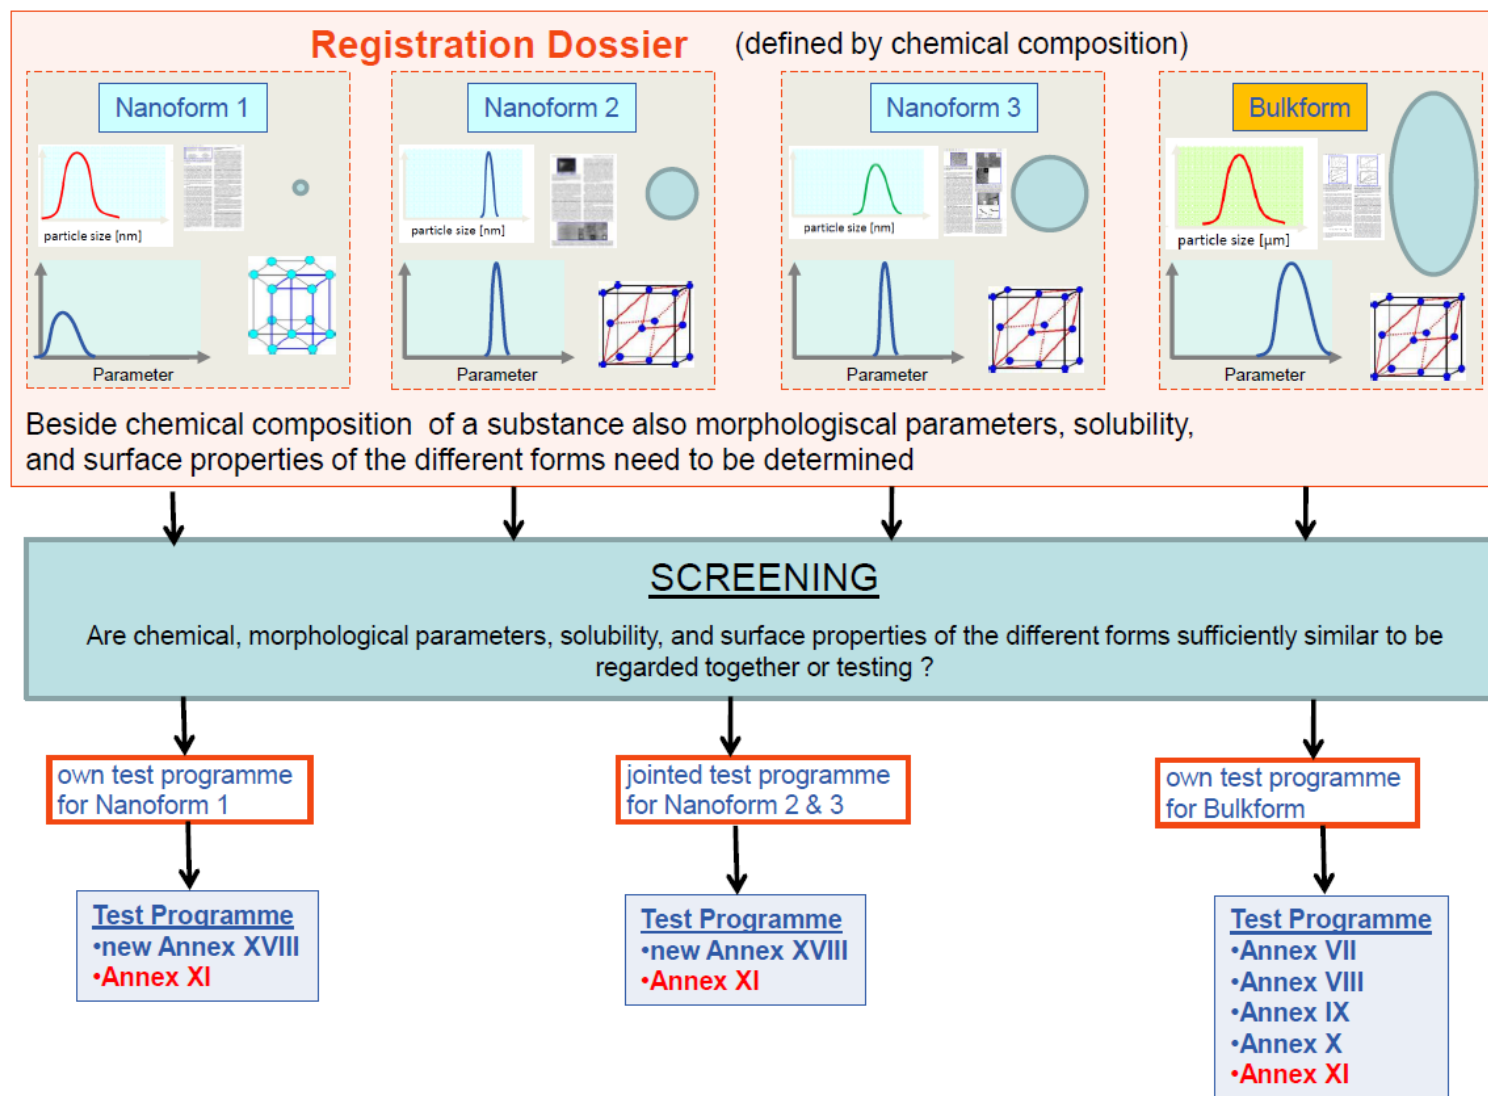 Registration Dossier (defined by chemical composition)
Nanoform 1
particle size [nm]
Parameter
Nanoform 2
particle size [nm]
Parameter
Nanoform 3
particle size [nm]
Parameter
Bulkform
particle size [µm]
Parameter
Beside chemical composition of a substance also morphologiscal parameters, solubility,
and surface properties of the different forms need to be determined
SCREENING
Are chemical, morphological parameters, solubility, and surface properties of the different forms sufficiently similar to be
regarded together or testing ?
own test programme
for Nanoform 1
jointed test programme
for Nanoform 2 & 3
own test programme
for Bulkform
Test Programme
•new Annex XVIII
•Annex XI
Test Programme
•new Annex XVIII
•Annex XI
Test Programme
•Annex VII
•Annex VIII
•Annex IX
•Annex X
•Annex XI